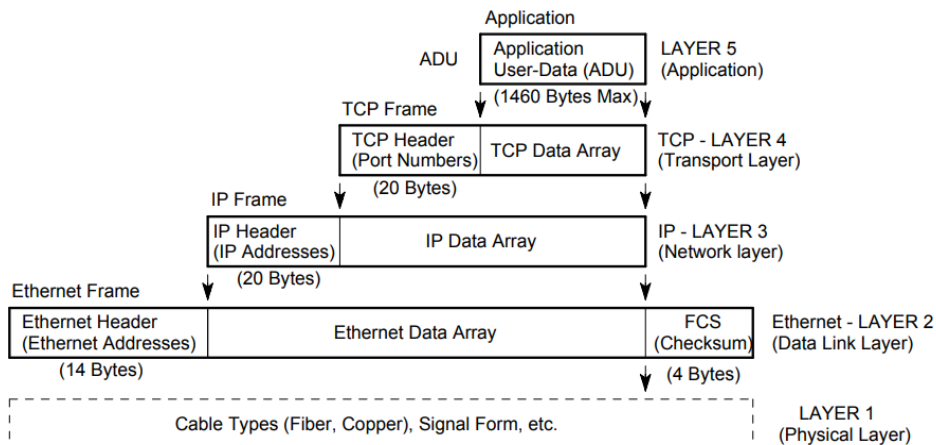 Application
ADU
Application
User-Data (ADU)
LAYER 5
(Application)
(1460 Bytes Max)
TCP Frame
TCP Header
(Port Numbers)
TCP Data Array
TCP - LAYER 4
(Transport Layer)
(20 Bytes)
IP Frame
IP Header
(IP Addresses)
IP Data Array
IP - LAYER 3
(Network layer)
(20 Bytes)
Ethernet Frame
Ethernet Header
(Ethernet Addresses)
Ethernet Data Array
FCS
(Checksum)
Ethernet - LAYER 2
(Data Link Layer)
(14 Bytes)
(4 Bytes)
Cable Types (Fiber, Copper), Signal Form, etc.
LAYER 1
(Physical Layer)